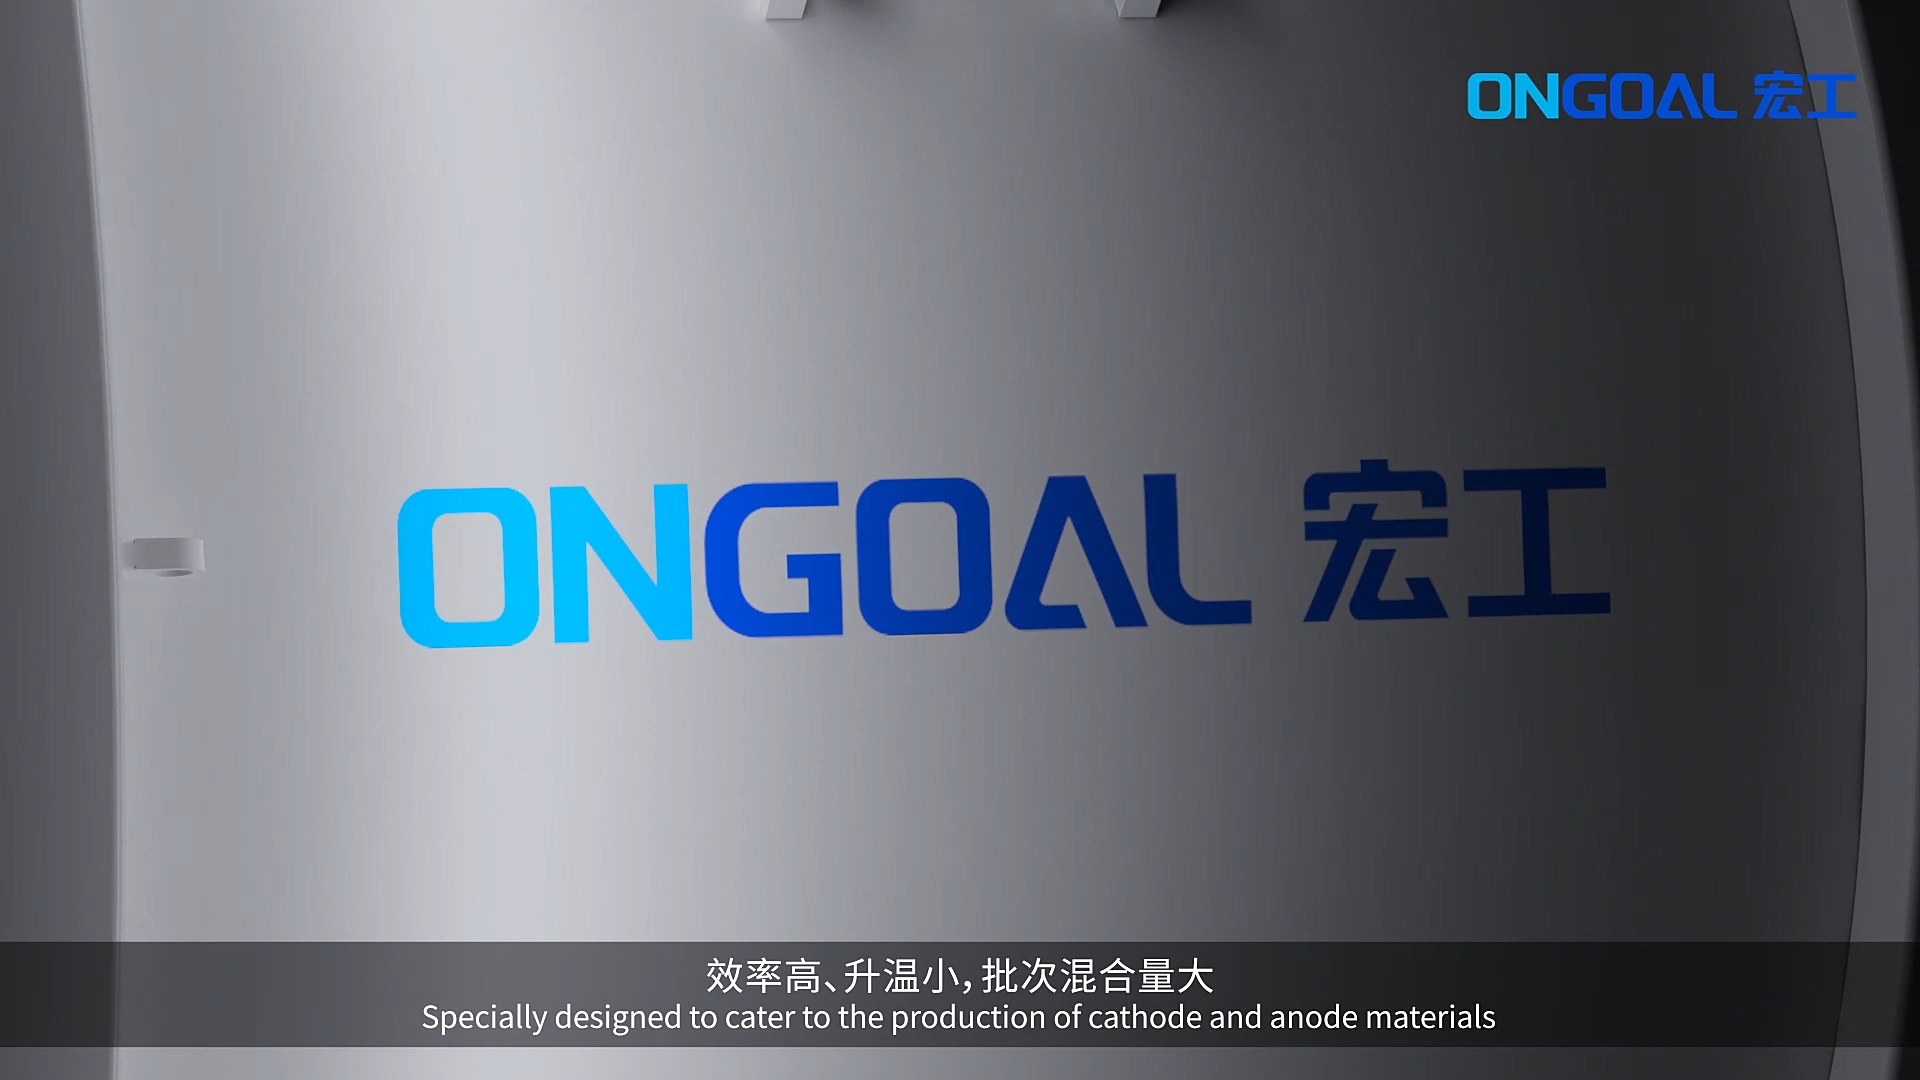 ONGOAL 宏工
ONGOAL 宏工
效率高、升温小，批次混合量大
Specially designed to cater to the production of cathode and anode materials